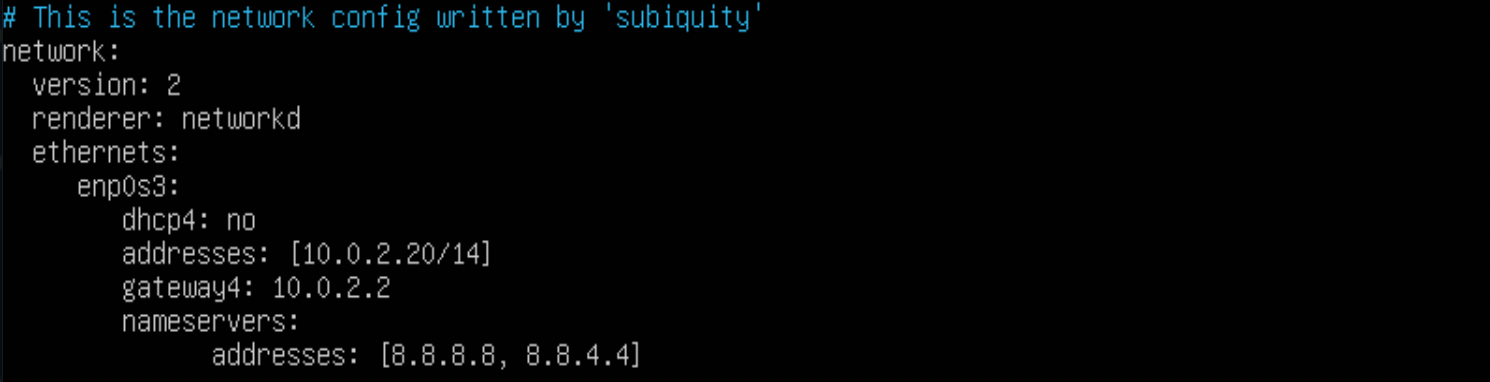 # This is the network config written by 'subiquity'
network:
  version: 2
  renderer: networkd
  ethernets:
     enp0s3:
        dhcp4: no
        addresses: [10.0.2.20/14]
        gateway4: 10.0.2.2
        nameservers:
              addresses: [8.8.8.8, 8.8.4.4]